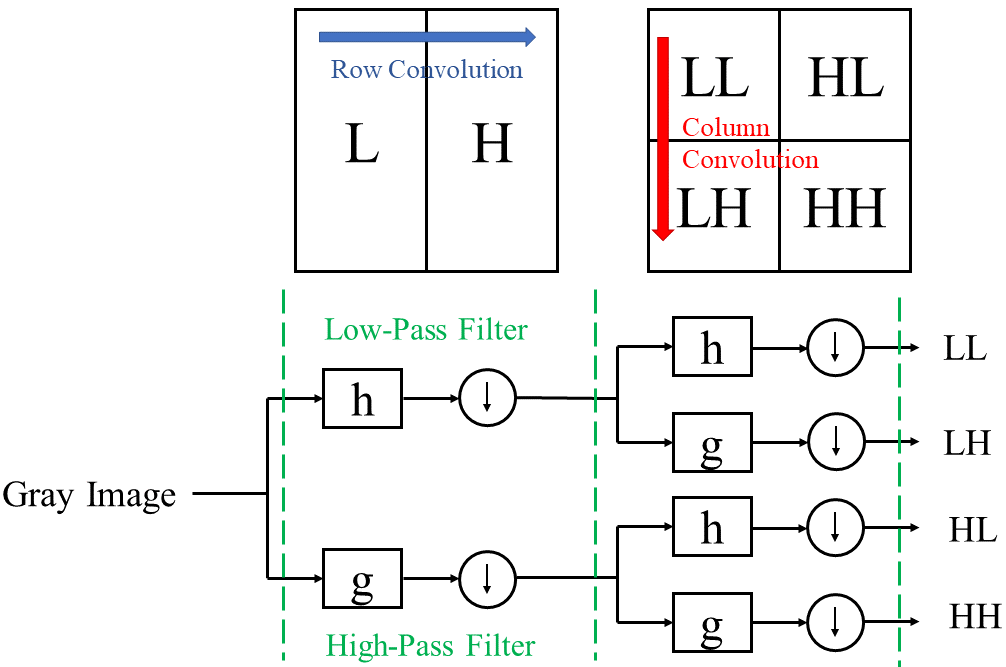 Row Convolution
L
H
LL
HL
Column
Convolution
LH
HH
Low-Pass Filter
h
h
LL
g
LH
Gray Image
h
HL
g
g
HH
High-Pass Filter